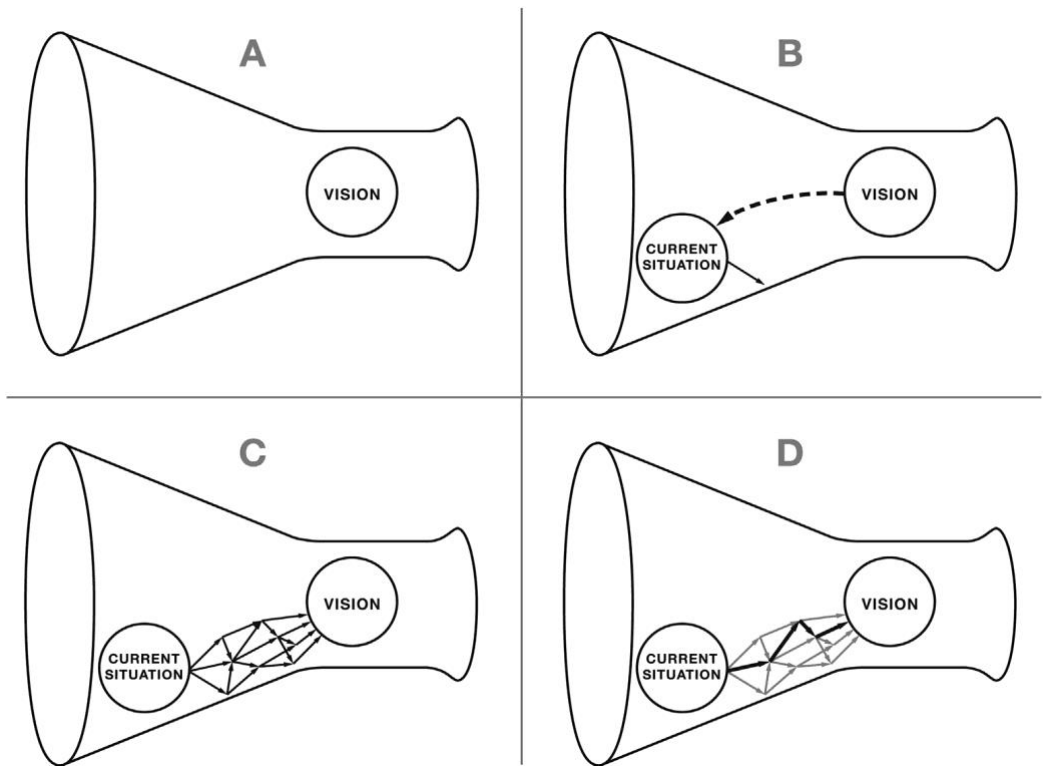 A
VISION
B
VISION
CURRENT
SITUATION
C
VISION
CURRENT
SITUATION
D
VISION
CURRENT
SITUATION